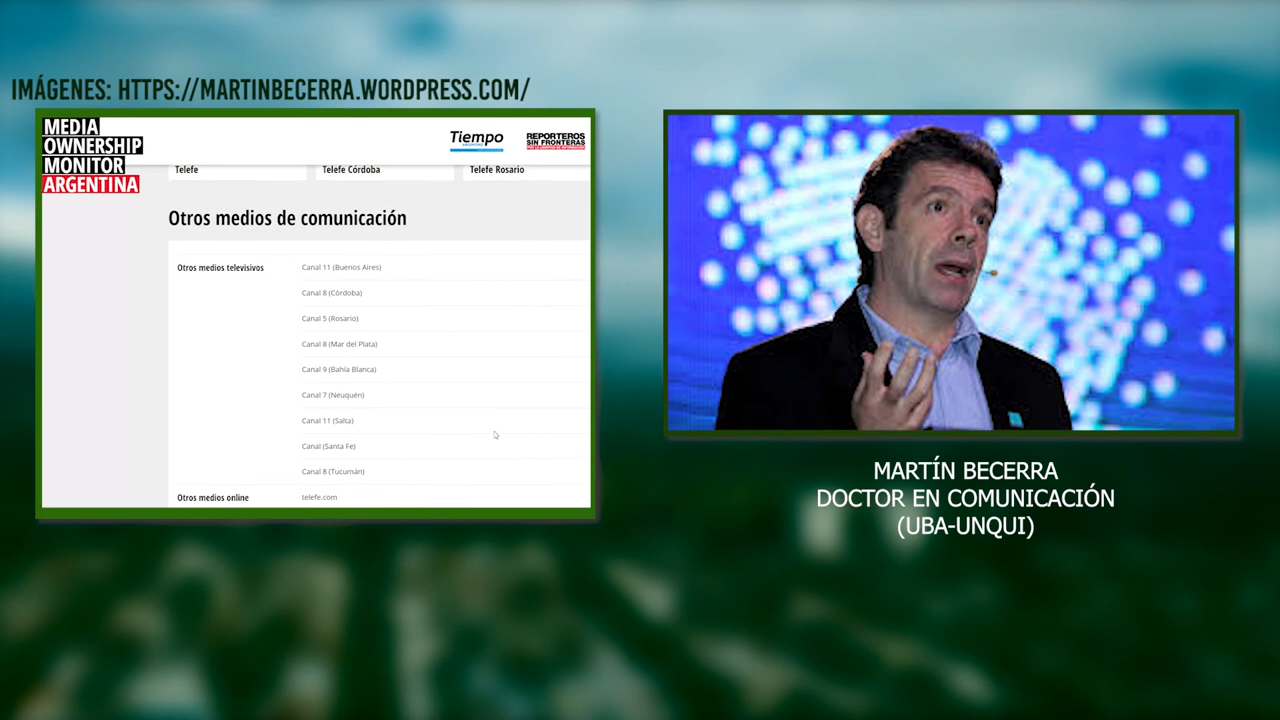 IMÁGENES: HTTPS://MARTINBECERRA.WORDPRESS.COM/
MEDIA
OWNERSHIP
MONITOR
ARGENTINA
Tiempo
REPORTEROS
SIN FRONTERAS
Telefe
Telefe Córdoba
Telefe Rosario
Otros medios de comunicación
Otros medios televisivos
Canal 11 (Buenos Aires)
Canal 8 (Córdoba)
Canal 5 (Rosario)
Canal 8 (Mar del Plata)
Canal 9 (Bahía Blanca)
Canal 7 (Neuquén)
Canal 11 (Salta)
Canal (Santa Fe)
Canal 8 (Tucumán)
Otros medios online
telefe.com
MARTÍN BECERRA
DOCTOR EN COMUNICACIÓN
(UBA-UNQUI)